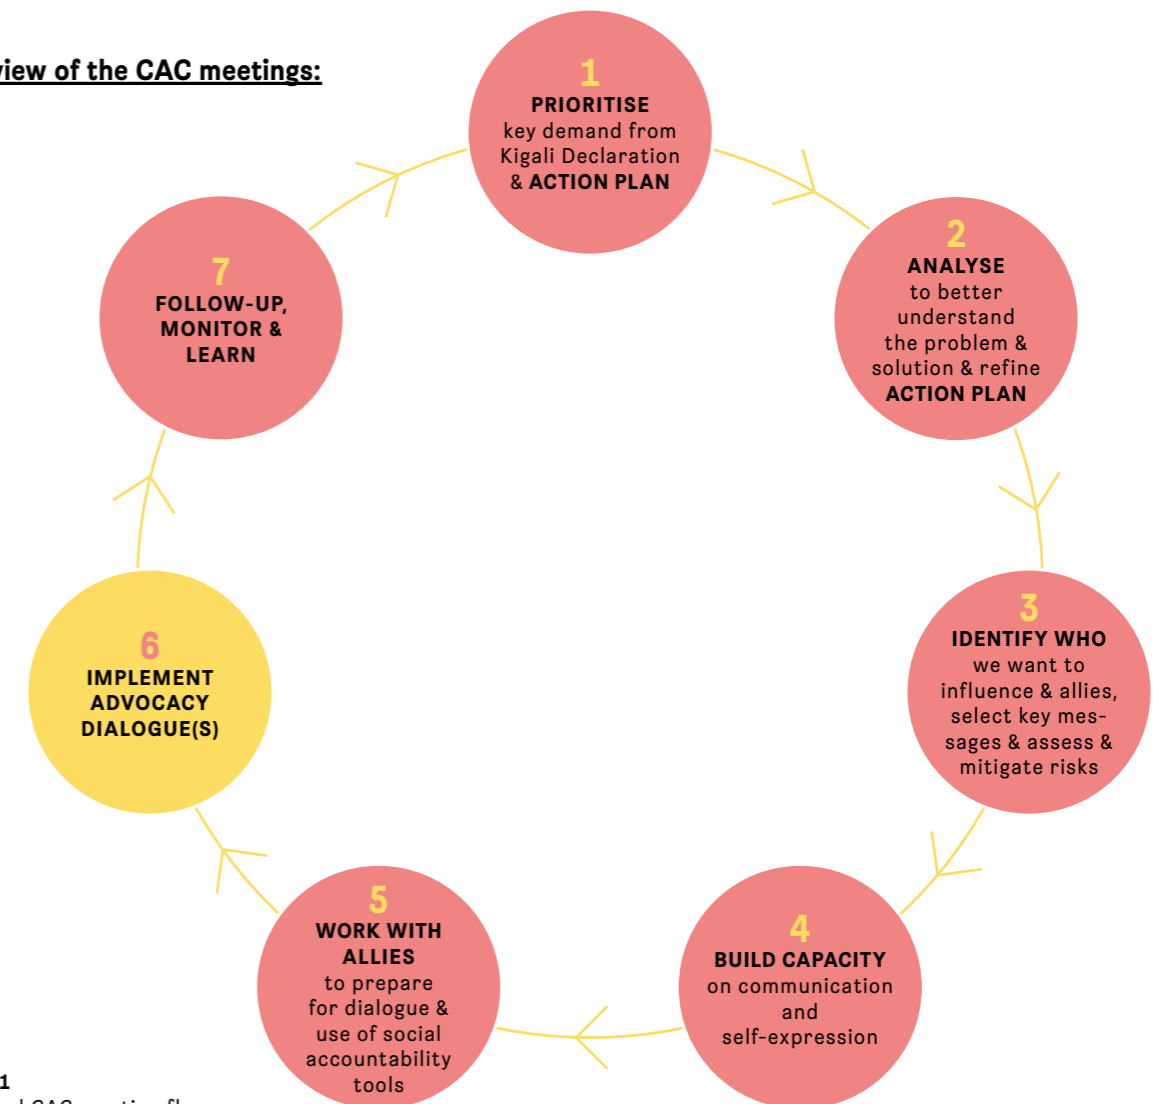 view of the CAC meetings:
1
PRIORITISE
key demand from
Kigali Declaration
& ACTION PLAN
2
ANALYSE
to better
understand
the problem &
solution & refine
ACTION PLAN
3
IDENTIFY WHO
we want to
influence & allies,
select key mes-
sages & assess &
mitigate risks
4
BUILD CAPACITY
on communication
and
self-expression
5
WORK WITH
ALLIES
to prepare
for dialogue &
use of social
accountability
tools
6
IMPLEMENT
ADVOCACY
DIALOGUE(S)
7
FOLLOW-UP,
MONITOR &
LEARN
1
CAC